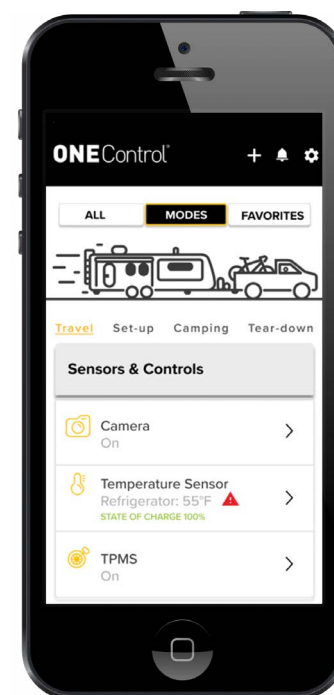 ONEControl®
ALL MODES FAVORITES
Travel Set-up Camping Tear-down
Sensors & Controls
Camera
On
Temperature Sensor
Refrigerator: 55°F
STATE OF CHARGE 100%
TPMS
On